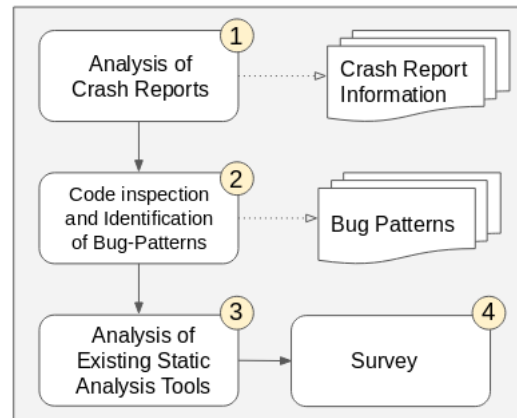 1
Analysis of
Crash Reports
Crash Report
Information
2
Code inspection
and Identification
of Bug-Patterns
Bug Patterns
3
Analysis of
Existing Static
Analysis Tools
4
Survey